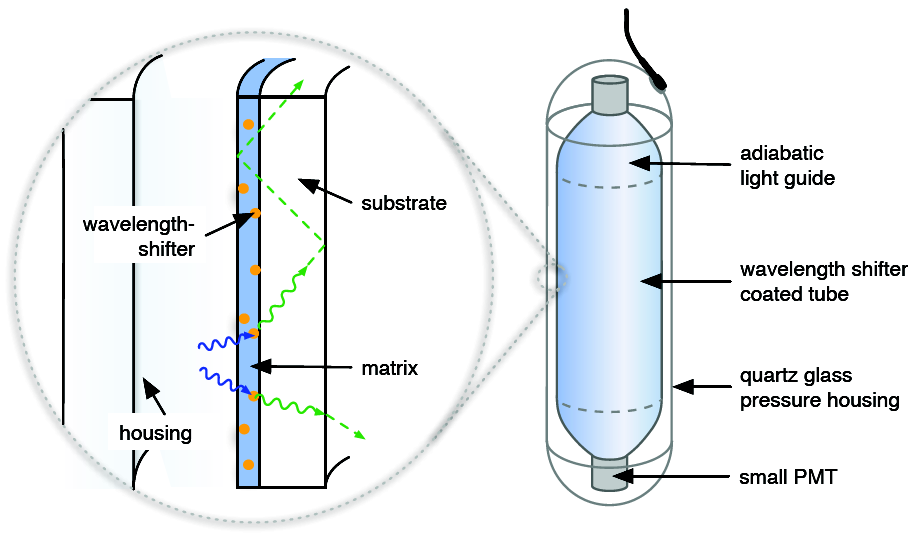 wavelength-
shifter
substrate
matrix
housing
adiabatic
light guide
wavelength shifter
coated tube
quartz glass
pressure housing
small PMT